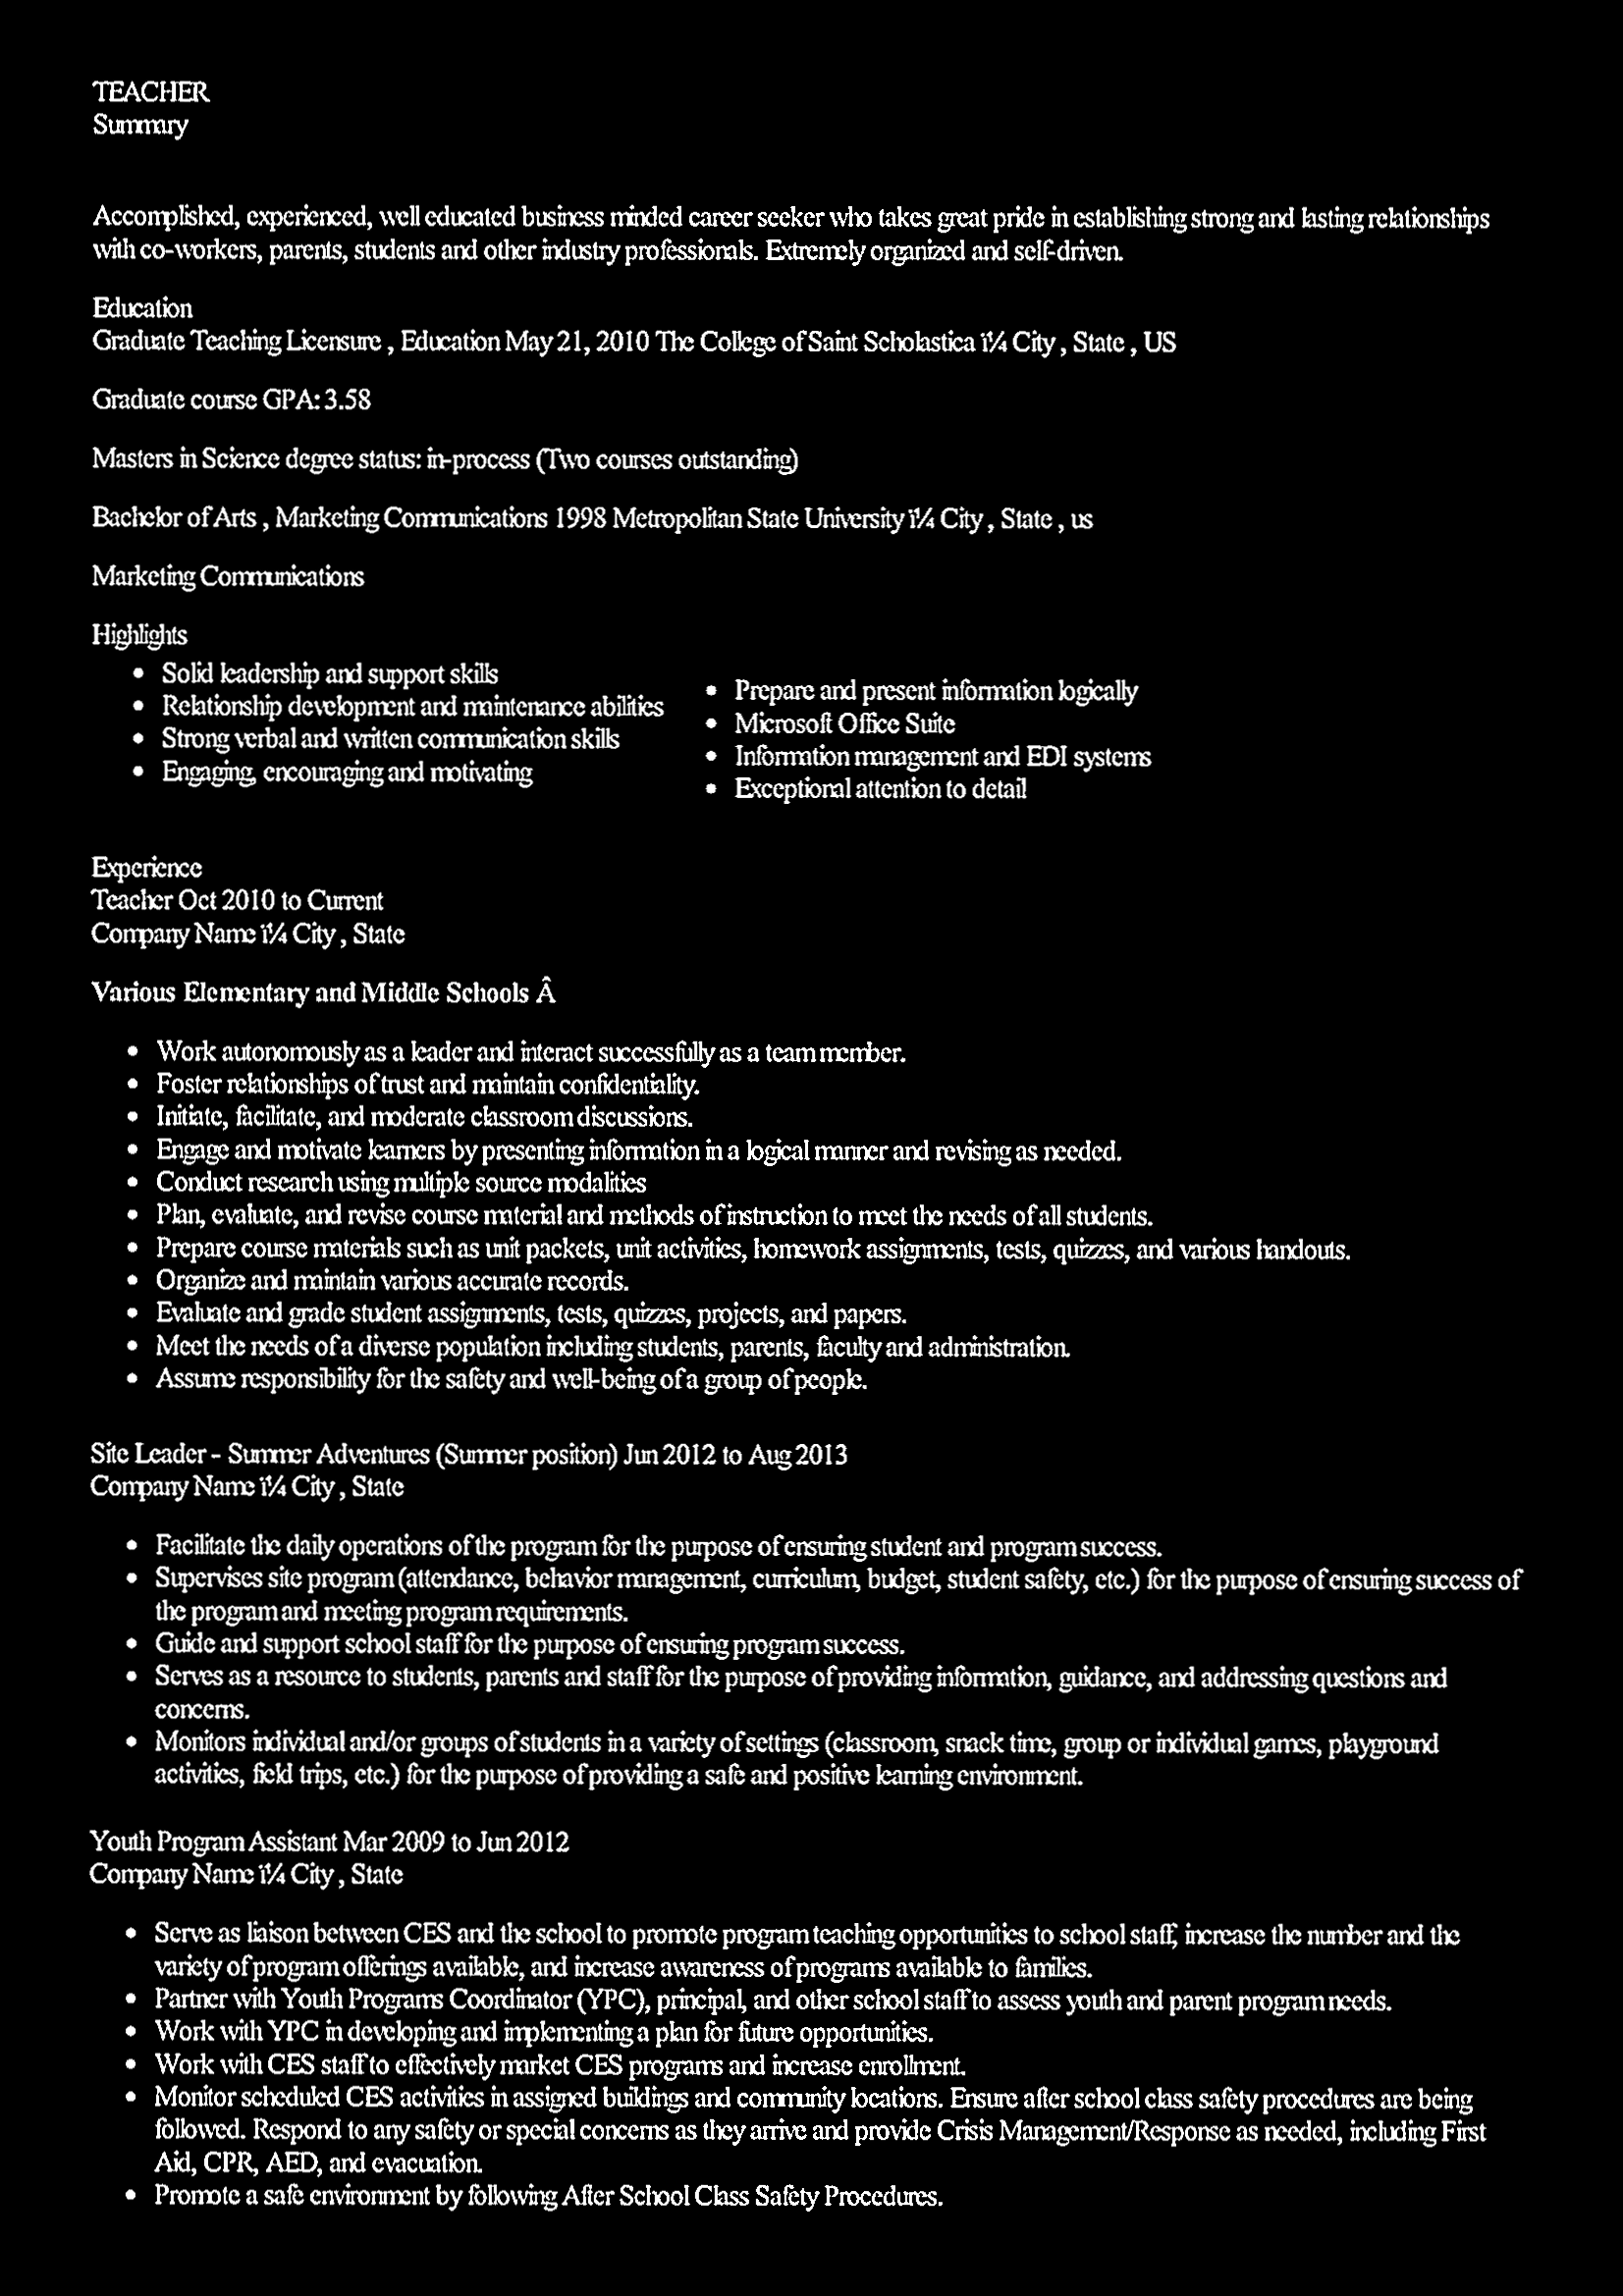 TEACHER
Summary
Accomplished, experienced, well educated business minded career seeker who takes great pride in establishing strong and lasting relationships
with co-workers, parents, students and other industry professionals. Extremely organized and self-driven.
Education
Graduate Teaching Licensure , Education May 21, 2010 The College of Saint Scholastica ï¼ City , State , US
Graduate course GPA: 3.58
Masters in Science degree status: in-process (Two courses outstanding)
Bachelor of Arts , Marketing Communications 1998 Metropolitan State University ï¼ City , State , us
Marketing Communications
Highlights
• Solid leadership and support skills
• Relationship development and maintenance abilities
• Strong verbal and written communication skills
• Engaging, encouraging and motivating
• Prepare and present information logically
• Microsoft Office Suite
• Information management and EDI systems
• Exceptional attention to detail
Experience
Teacher Oct 2010 to Current
Company Name ï¼ City , State
Various Elementary and Middle Schools Â
• Work autonomously as a leader and interact successfully as a team member.
• Foster relationships of trust and maintain confidentiality.
• Initiate, facilitate, and moderate classroom discussions.
• Engage and motivate learners by presenting information in a logical manner and revising as needed.
• Conduct research using multiple source modalities
• Plan, evaluate, and revise course material and methods of instruction to meet the needs of all students.
• Prepare course materials such as unit packets, unit activities, homework assignments, tests, quizzes, and various handouts.
• Organize and maintain various accurate records.
• Evaluate and grade student assignments, tests, quizzes, projects, and papers.
• Meet the needs of a diverse population including students, parents, faculty and administration.
• Assume responsibility for the safety and well-being of a group of people.
Site Leader - Summer Adventures (Summer position) Jun 2012 to Aug 2013
Company Name ï¼ City , State
• Facilitate the daily operations of the program for the purpose of ensuring student and program success.
• Supervises site program (attendance, behavior management, curriculum, budget, student safety, etc.) for the purpose of ensuring success of
the program and meeting program requirements.
• Guide and support school staff for the purpose of ensuring program success.
• Serves as a resource to students, parents and staff for the purpose of providing information, guidance, and addressing questions and
concerns.
• Monitors individual and/or groups of students in a variety of settings (classroom, snack time, group or individual games, playground
activities, field trips, etc.) for the purpose of providing a safe and positive learning environment.
Youth Program Assistant Mar 2009 to Jun 2012
Company Name ï¼ City , State
• Serve as liaison between CES and the school to promote program teaching opportunities to school staff, increase the number and the
variety of program offerings available, and increase awareness of programs available to families.
• Partner with Youth Programs Coordinator (YPC), principal, and other school staff to assess youth and parent program needs.
• Work with YPC in developing and implementing a plan for future opportunities.
• Work with CES staff to effectively market CES programs and increase enrollment.
• Monitor scheduled CES activities in assigned buildings and community locations. Ensure after school class safety procedures are being
followed. Respond to any safety or special concerns as they arrive and provide Crisis Management/Response as needed, including First
Aid, CPR, AED, and evacuation.
• Promote a safe environment by following After School Class Safety Procedures.